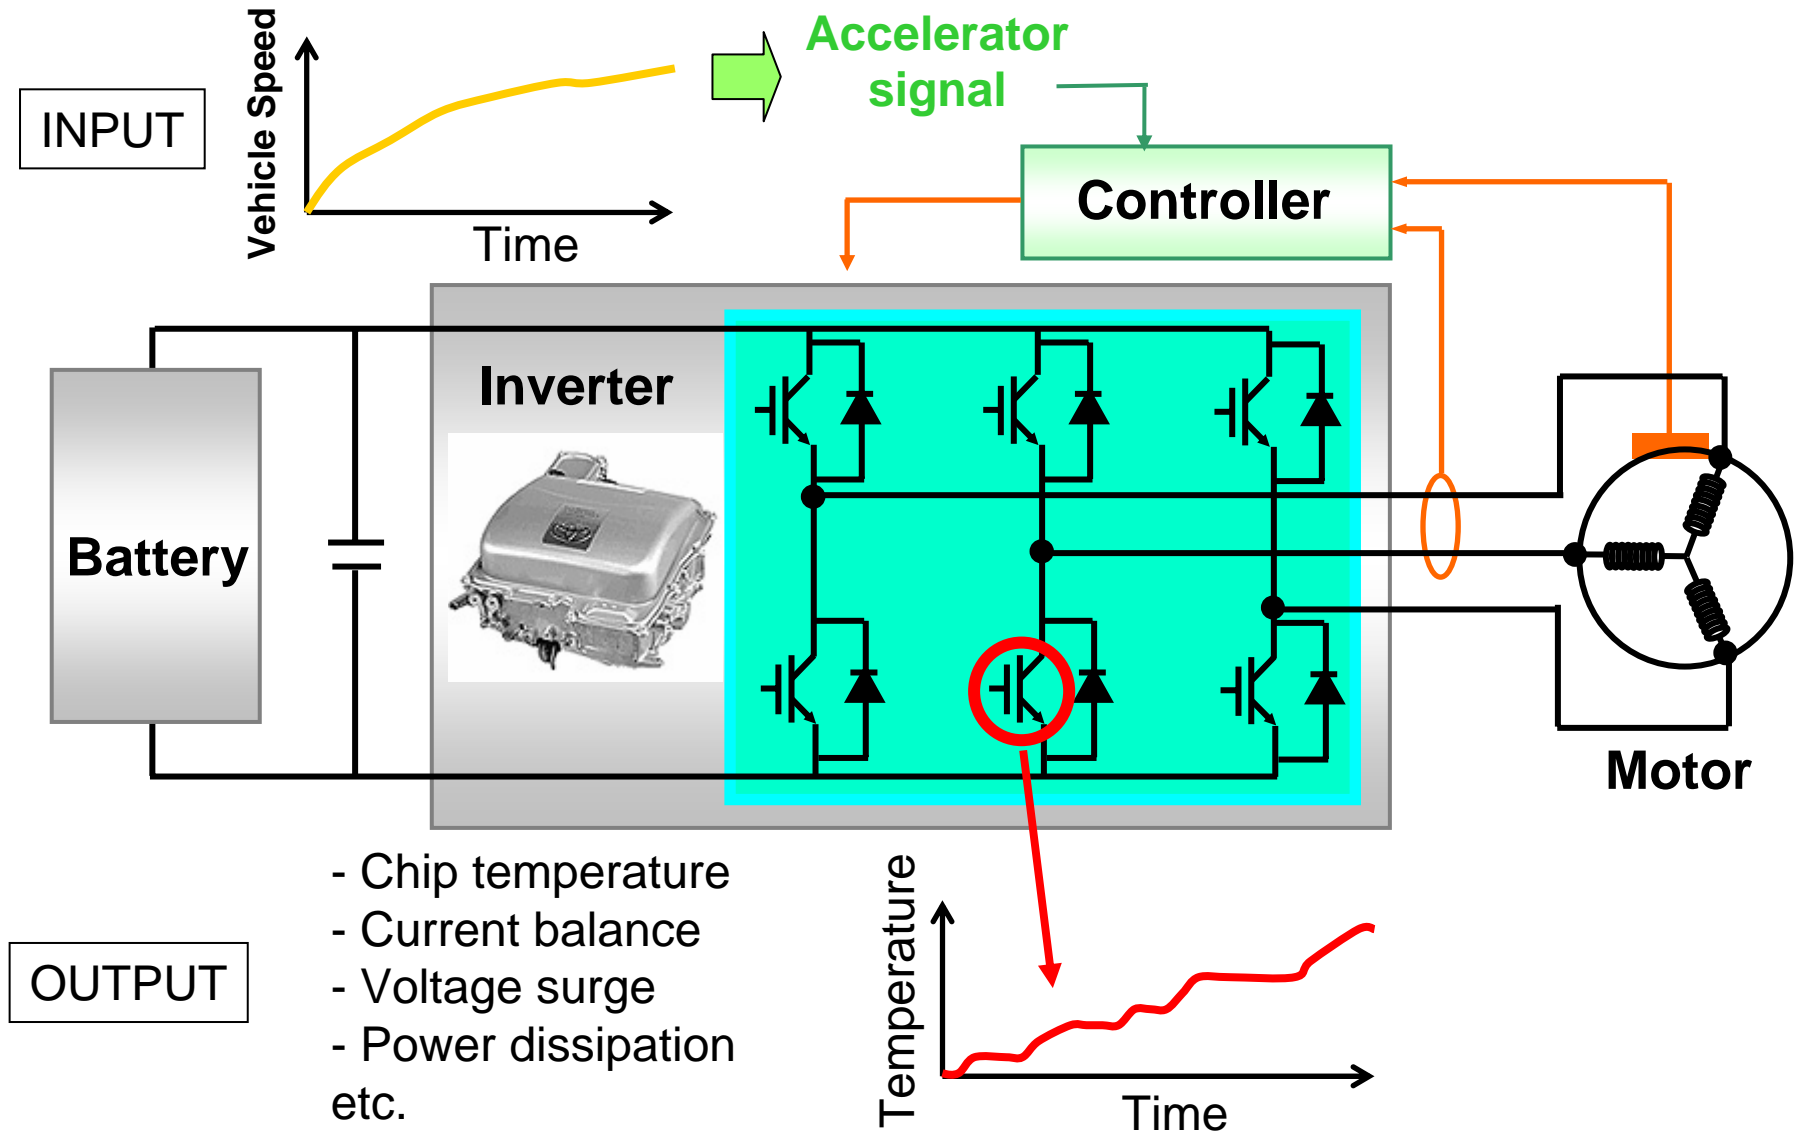 INPUT
Vehicle Speed
Time
Accelerator
signal
Controller
Inverter
Battery
Motor
OUTPUT
- Chip temperature
- Current balance
- Voltage surge
- Power dissipation
etc.
Temperature
Time